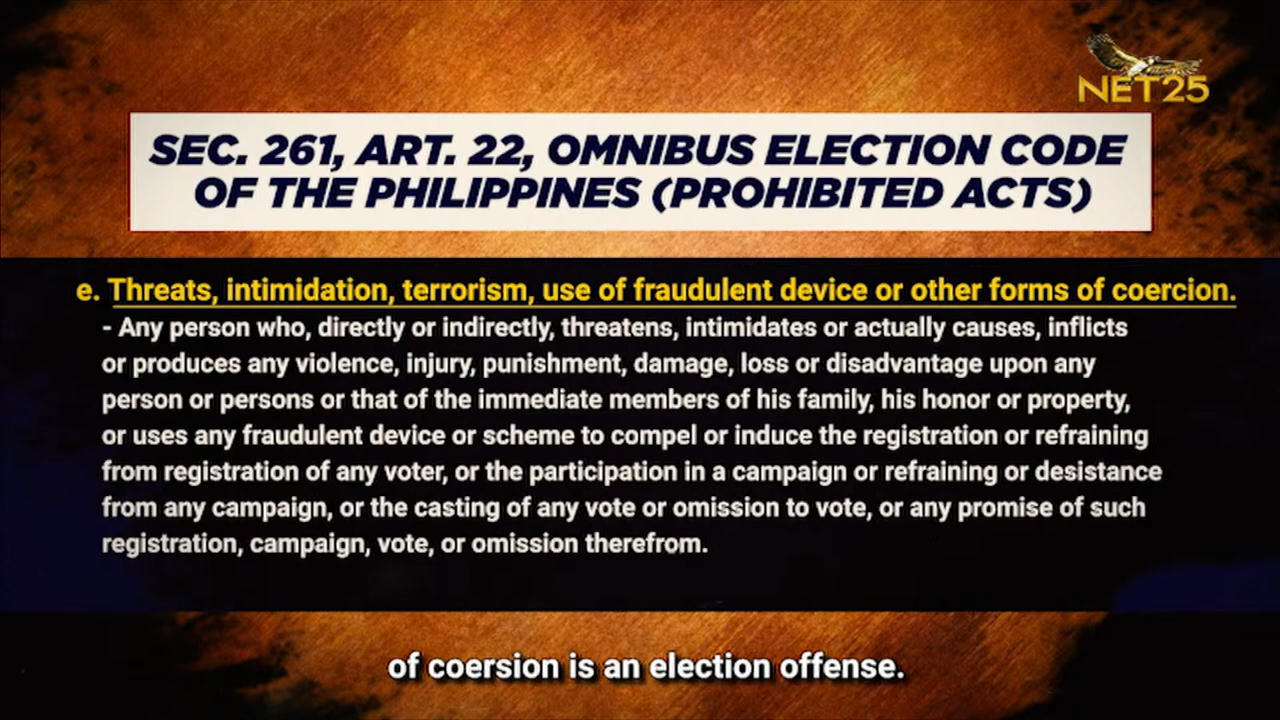 NET25
SEC. 261, ART. 22, OMNIBUS ELECTION CODE
OF THE PHILIPPINES (PROHIBITED ACTS)
e. Threats, intimidation, terrorism, use of fraudulent device or other forms of coercion.
- Any person who, directly or indirectly, threatens, intimidates or actually causes, inflicts
or produces any violence, injury, punishment, damage, loss or disadvantage upon any
person or persons or that of the immediate members of his family, his honor or property,
or uses any fraudulent device or scheme to compel or induce the registration or refraining
from registration of any voter, or the participation in a campaign or refraining or desistance
from any campaign, or the casting of any vote or omission to vote, or any promise of such
registration, campaign, vote, or omission therefrom.
of coersion is an election offense.